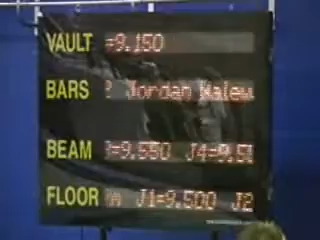 VAULT =9.150
BARS ? Jordan Malew
BEAM =9.550 J4=9.5
FLOOR J1=9.500 J2